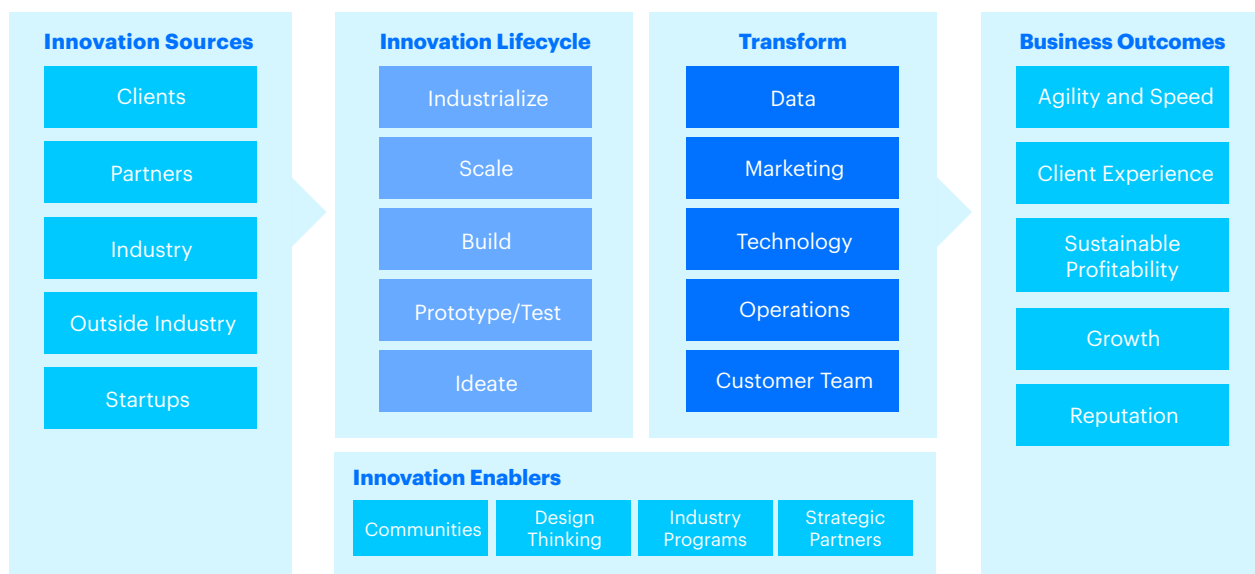 Innovation Sources
Clients
Partners
Industry
Outside Industry
Startups
Innovation Lifecycle
Industrialize
Scale
Build
Prototype/Test
Ideate
Transform
Data
Marketing
Technology
Operations
Customer Team
Innovation Enablers
Communities
Design
Thinking
Industry
Programs
Strategic
Partners
Business Outcomes
Agility and Speed
Client Experience
Sustainable
Profitability
Growth
Reputation